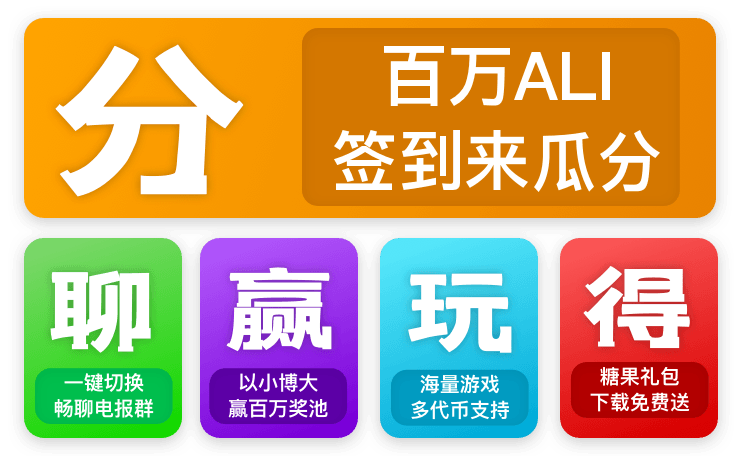 分
百万ALI
签到来瓜分
聊
一键切换
畅聊电报群
赢
以小博大
赢百万奖池
玩
海量游戏
多代币支持
得
糖果礼包
下载免费送